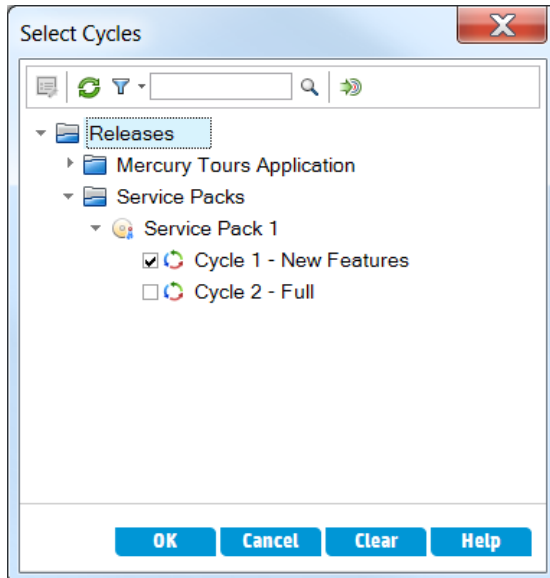 Select Cycles
Releases
Mercury Tours Application
Service Packs
Service Pack 1
Cycle 1 - New Features
Cycle 2 - Full
OK Cancel Clear Help